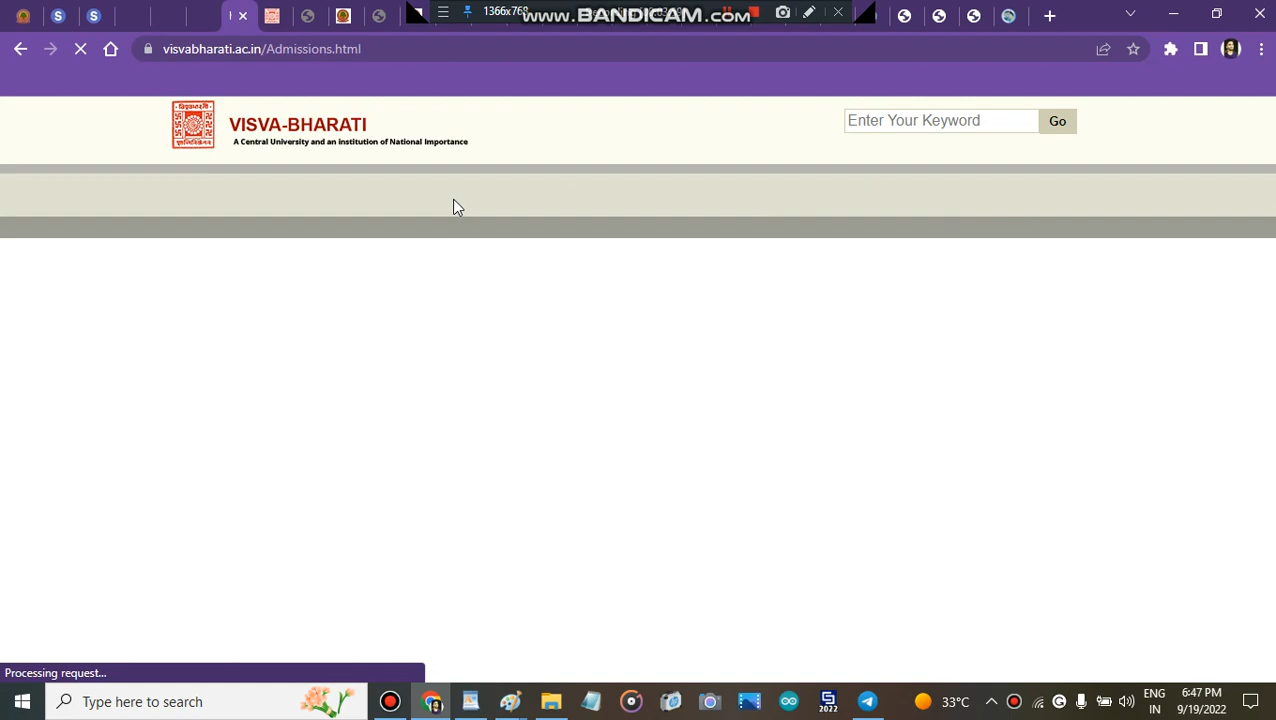 1366x768
www.BANDICAM.com
visvabharati.ac.in/Admissions.html
VISVA-BHARATI
A Central University and an institution of National Importance
Enter Your Keyword
Go
Processing request...
Type here to search
2022
33°C
ENG
IN
6:47 PM
9/19/2022